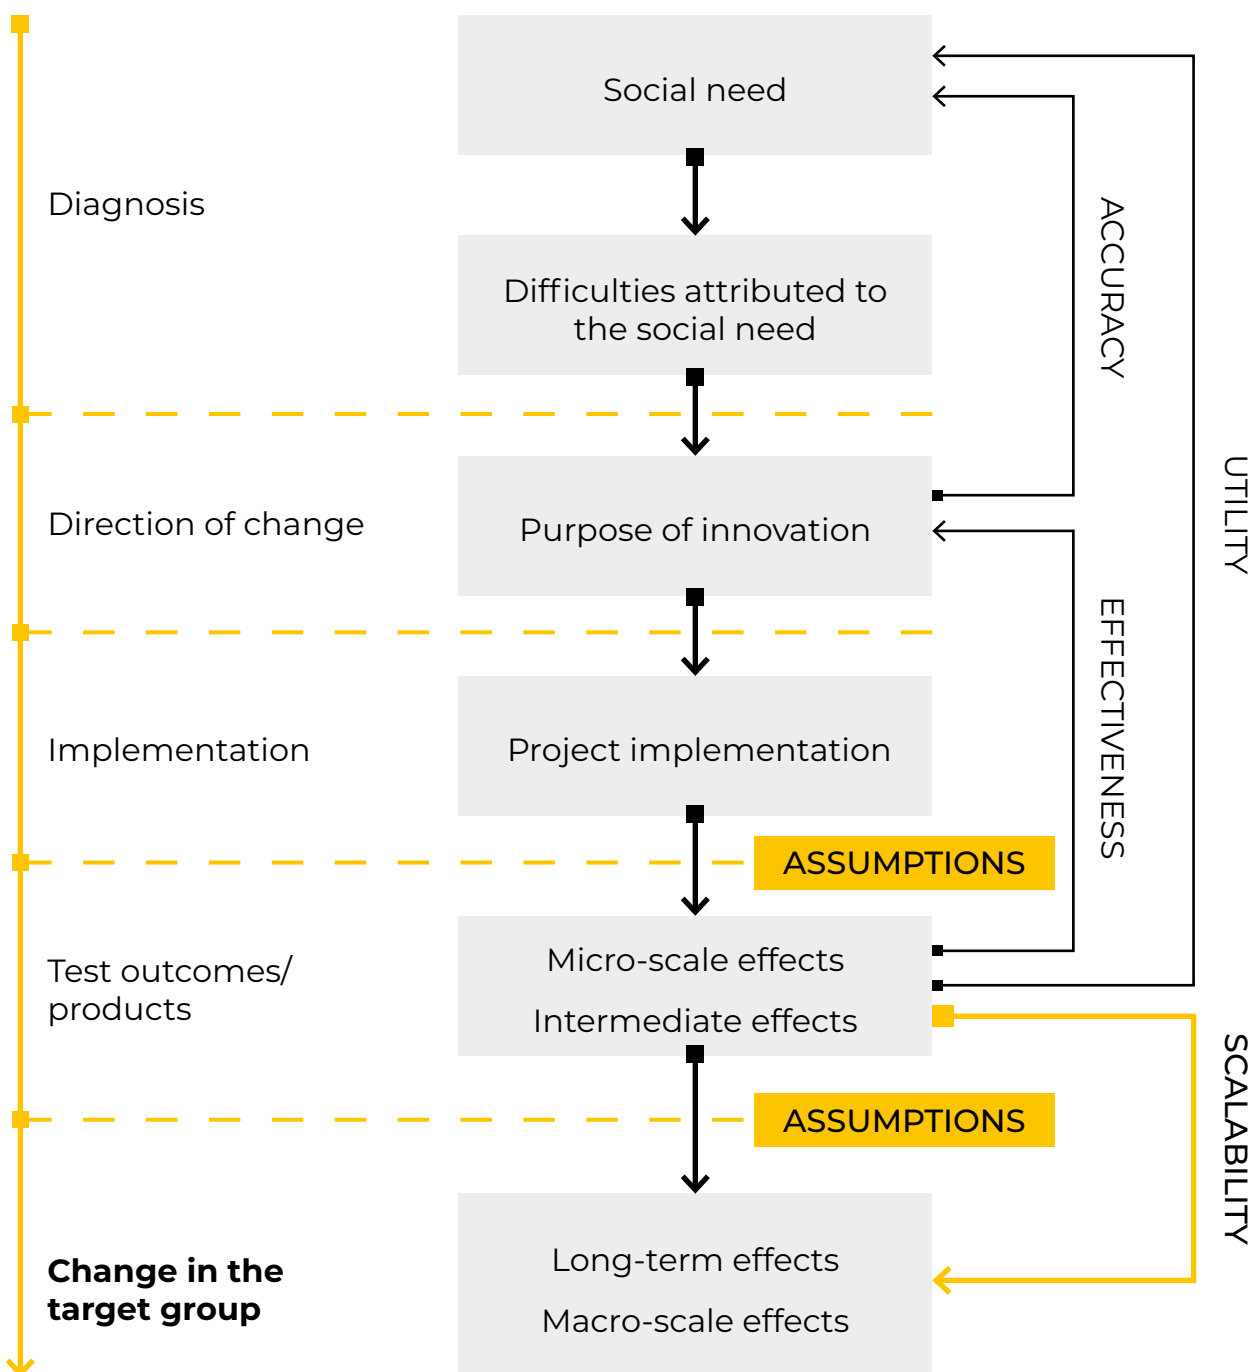 Social need
Diagnosis
Difficulties attributed to
the social need
ACCURACY
UTILITY
Direction of change
Purpose of innovation
EFFECTIVENESS
Implementation
Project implementation
ASSUMPTIONS
Test outcomes/
products
Micro-scale effects
Intermediate effects
SCALABILITY
ASSUMPTIONS
Change in the
target group
Long-term effects
Macro-scale effects